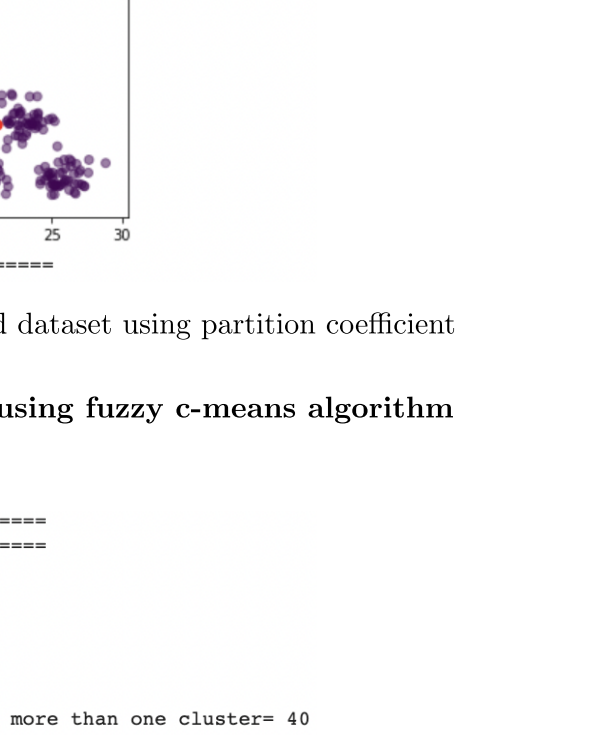 25 30
=====
dataset using partition coefficient
using fuzzy c-means algorithm
====
====
more than one cluster= 40